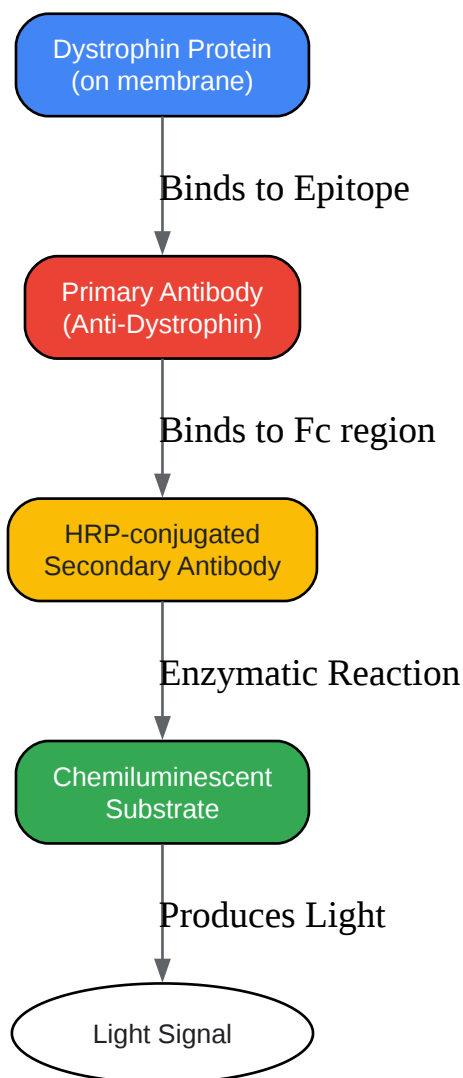 Dystrophin Protein
(on membrane)
Binds to Epitope
Primary Antibody
(Anti-Dystrophin)
Binds to Fc region
HRP-conjugated
Secondary Antibody
Enzymatic Reaction
Chemiluminescent
Substrate
Produces Light
Light Signal